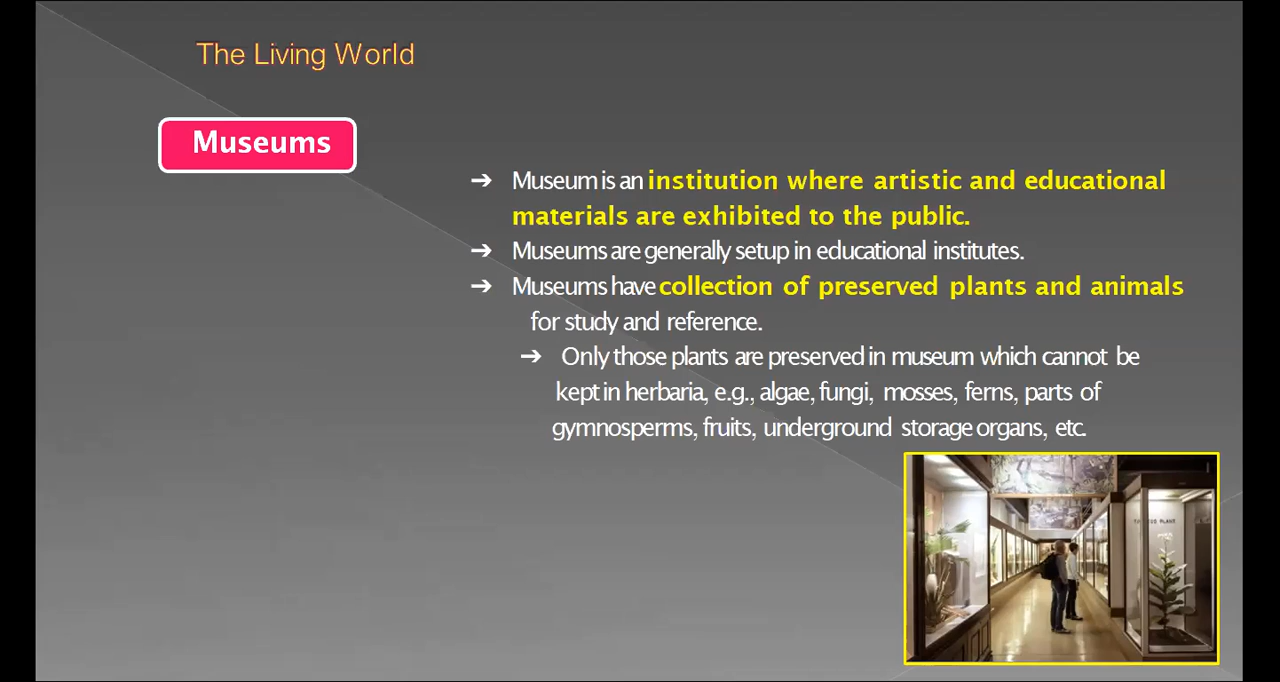 The Living World
Museums
➔ Museum is an institution where artistic and educational
materials are exhibited to the public.
➔ Museums are generally setup in educational institutes.
➔ Museums have collection of preserved plants and animals
for study and reference.
➔ Only those plants are preserved in museum which cannot be
kept in herbaria, e.g., algae, fungi, mosses, ferns, parts of
gymnosperms, fruits, underground storage organs, etc.
PLANT